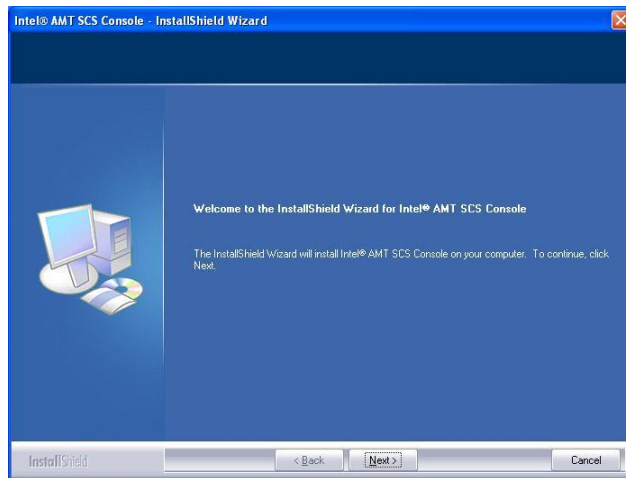 Intel® AMT SCS Console - InstallShield Wizard
Welcome to the InstallShield Wizard for Intel® AMT SCS Console
The InstallShield Wizard will install Intel® AMT SCS Console on your computer. To continue, click
Next.
InstallShield
< Back
Next >
Cancel